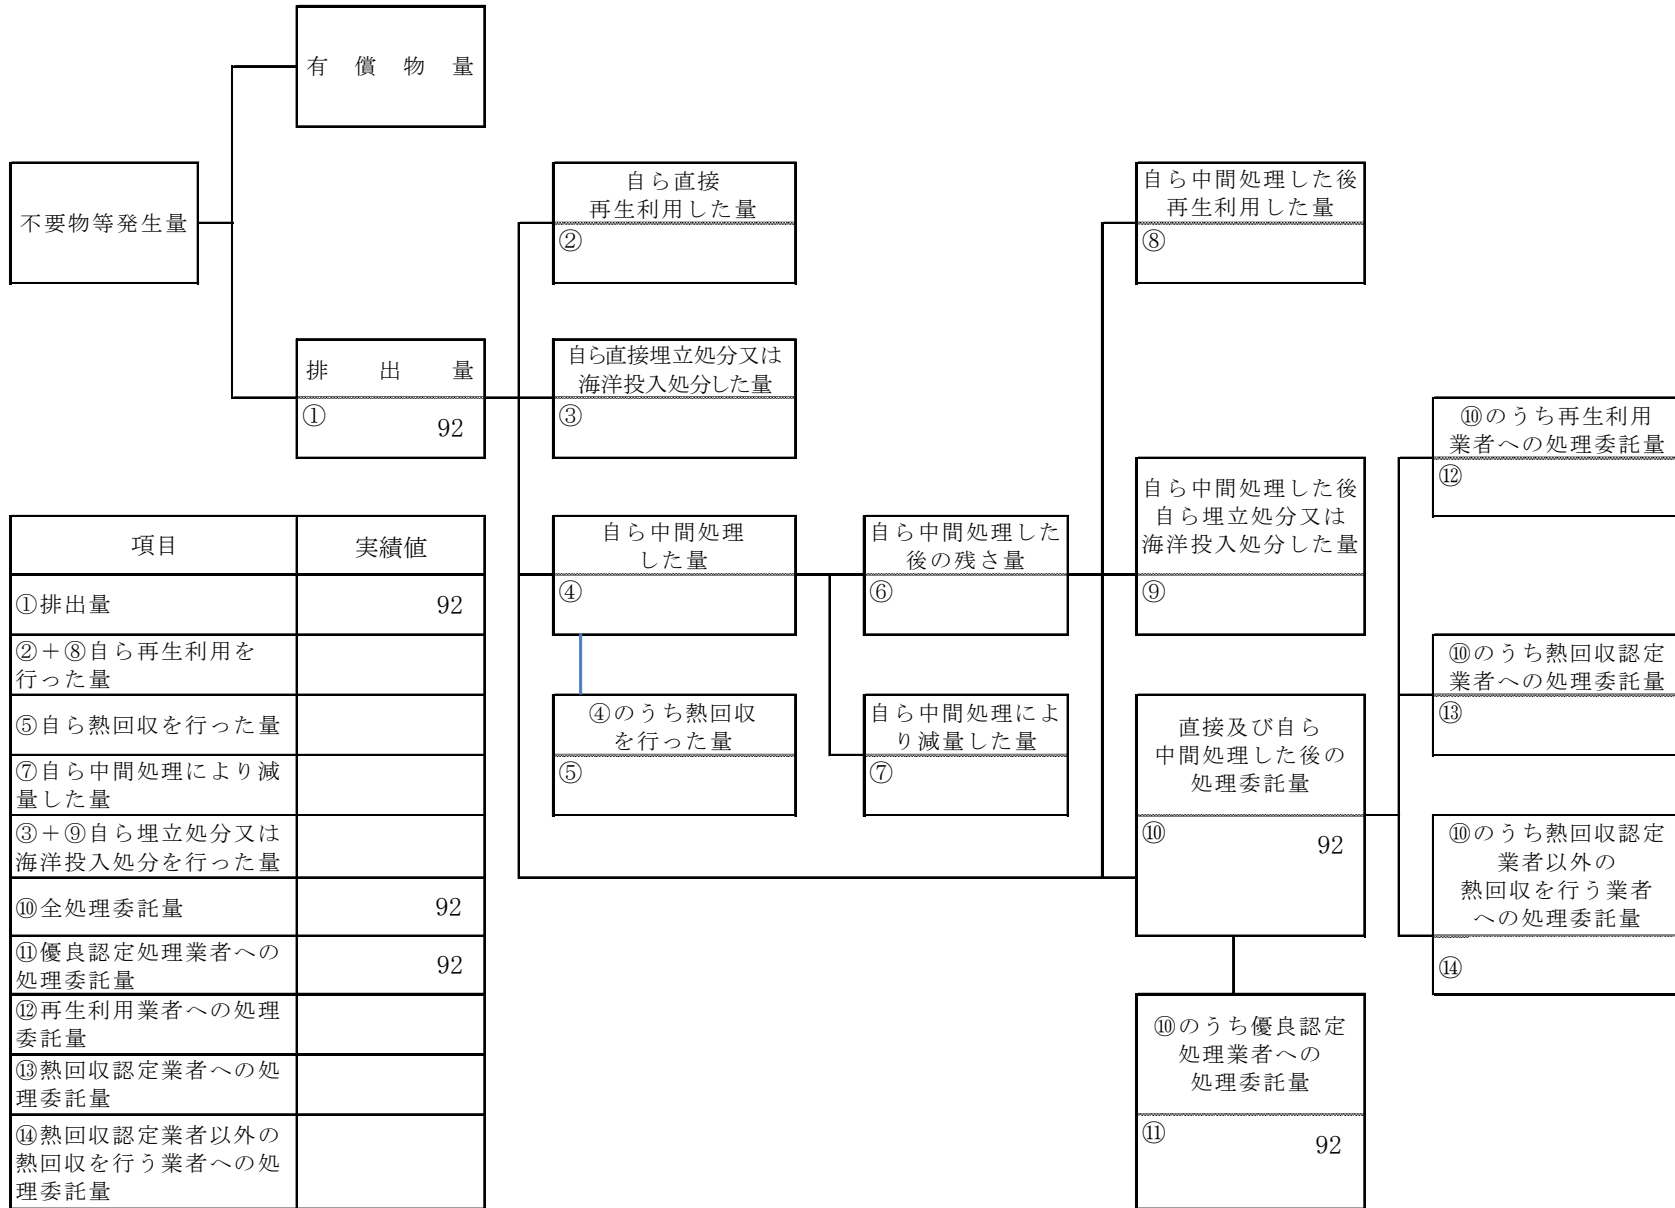 有償物量
不要物等発生量
排出量
①
92
自ら直接
再生利用した量
②
自ら直接埋立処分又は
海洋投入処分した量
③
自ら中間処理
した量
④
④のうち熱回収
を行った量
⑤
自ら中間処理した
後の残さ量
⑥
自ら中間処理によ
り減量した量
⑦
自ら中間処理した後
再生利用した量
⑧
自ら中間処理した後
自ら埋立処分又は
海洋投入処分した量
⑨
直接及び自ら
中間処理した後の
処理委託量
⑩
92
⑩のうち優良認定
処理業者への
処理委託量
⑪
92
⑩のうち再生利用
業者への処理委託量
⑫
⑩のうち熱回収認定
業者への処理委託量
⑬
⑩のうち熱回収認定
業者以外の
熱回収を行う業者
への処理委託量
⑭
項目 実績値
①排出量 92
②+⑧自ら再生利用を
行った量
⑤自ら熱回収を行った量
⑦自ら中間処理により減
量した量
③+⑨自ら埋立処分又は
海洋投入処分を行った量
⑩全処理委託量 92
⑪優良認定処理業者への
処理委託量 92
⑫再生利用業者への処理
委託量
⑬熱回収認定業者への処
理委託量
⑭熱回収認定業者以外の
熱回収を行う業者への処
理委託量